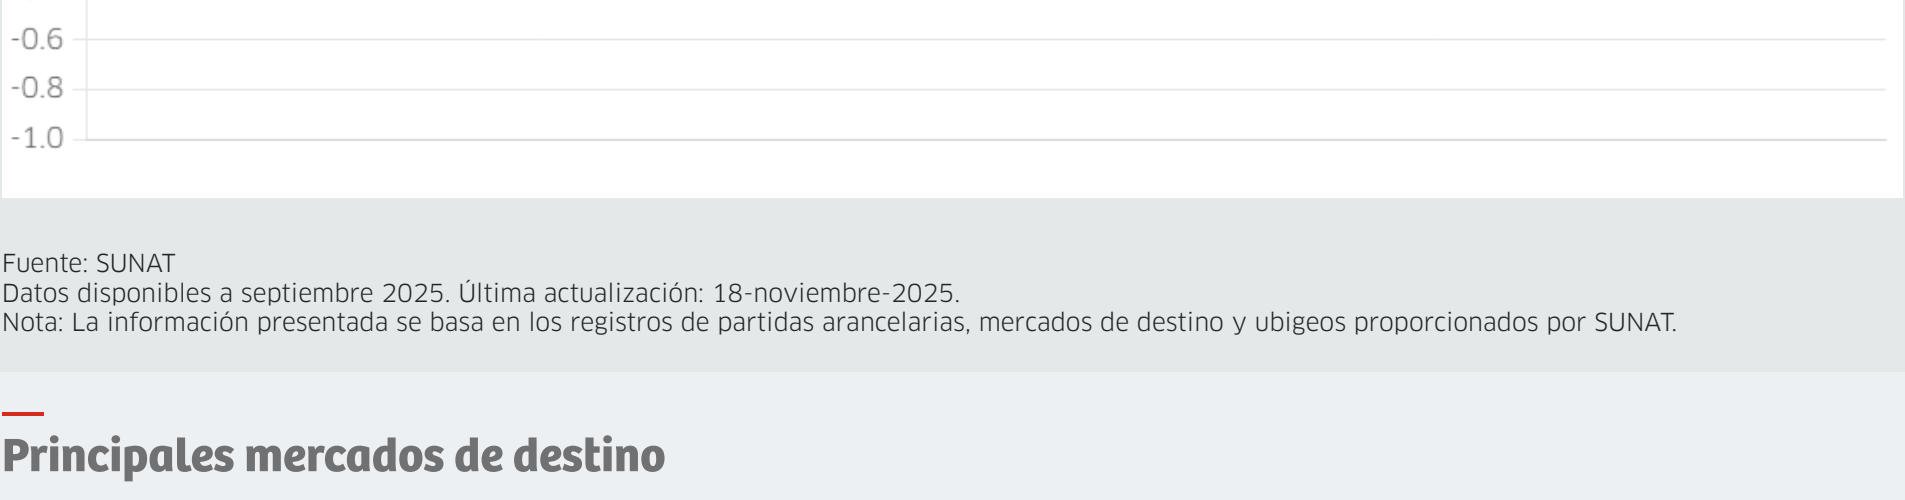 -0.6
-0.8
-1.0
Fuente: SUNAT
Datos disponibles a septiembre 2025. Última actualización: 18-noviembre-2025.
Nota: La información presentada se basa en los registros de partidas arancelarias, mercados de destino y ubigeos proporcionados por SUNAT.
Principales mercados de destino